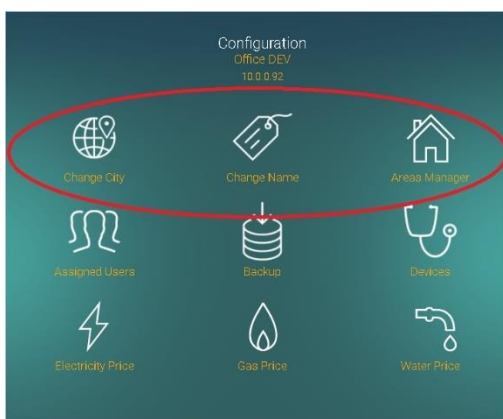 Configuration
Office DEV
10.0.0.92
Change City
Change Name
Areas Manager
Assigned Users
Backup
Devices
Electricity Price
Gas Price
Water Price